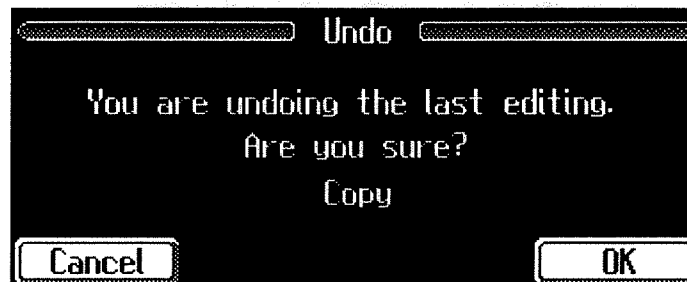 Undo
You are undoing the last editing.
Are you sure?
Copy
Cancel OK